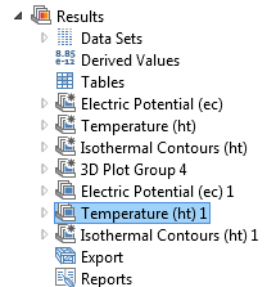 Results
Data Sets
8.85
e-12 Derived Values
Tables
Electric Potential (ec)
Temperature (ht)
Isothermal Contours (ht)
3D Plot Group 4
Electric Potential (ec) 1
Temperature (ht) 1
Isothermal Contours (ht) 1
Export
Reports